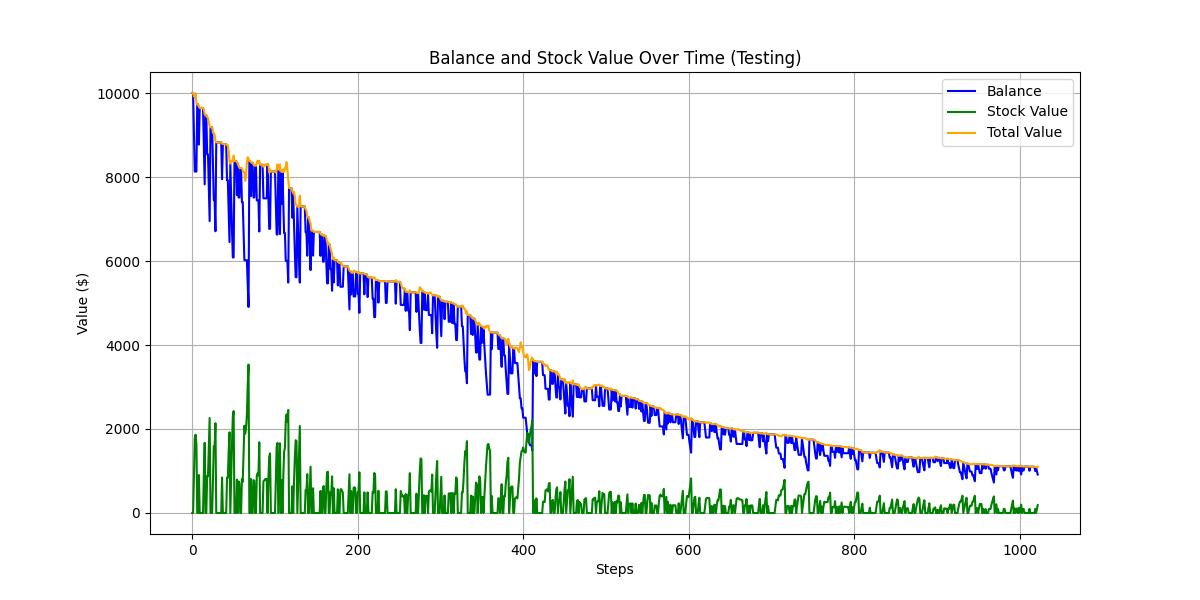 Balance and Stock Value Over Time (Testing)
Balance
Stock Value
Total Value
Value ($)
10000
8000
6000
4000
2000
0
0 200 400 600 800 1000
Steps